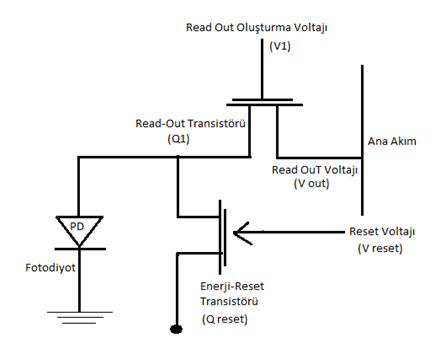 Read Out Oluşturma Voltajı
(V1)
Read-Out Transistörü
(Q1)
Ana Akım
Read OuT Voltajı
(V out)
PD
Reset Voltajı
(V reset)
Fotodiyot
Enerji-Reset
Transistörü
(Q reset)